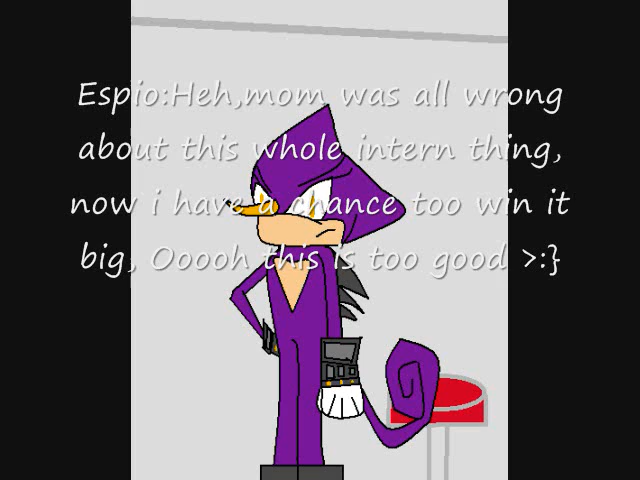 Espio:Heh,mom was all wrong
about this whole intern thing,
now i have a chance too win it
big, Ooooh this is too good >:}